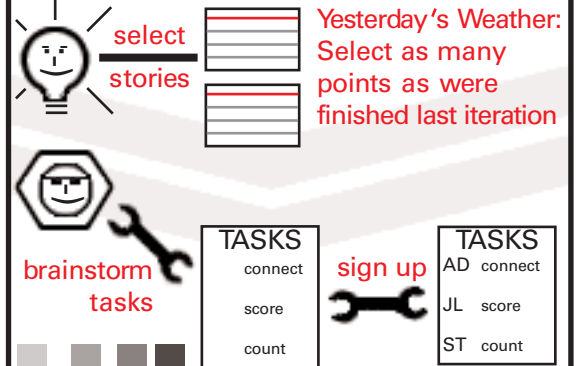 select
stories
Yesterday's Weather:
Select as many
points as were
finished last iteration
brainstorm
tasks
TASKS
connect
score
count
sign up
TASKS
AD connect
JL score
ST count